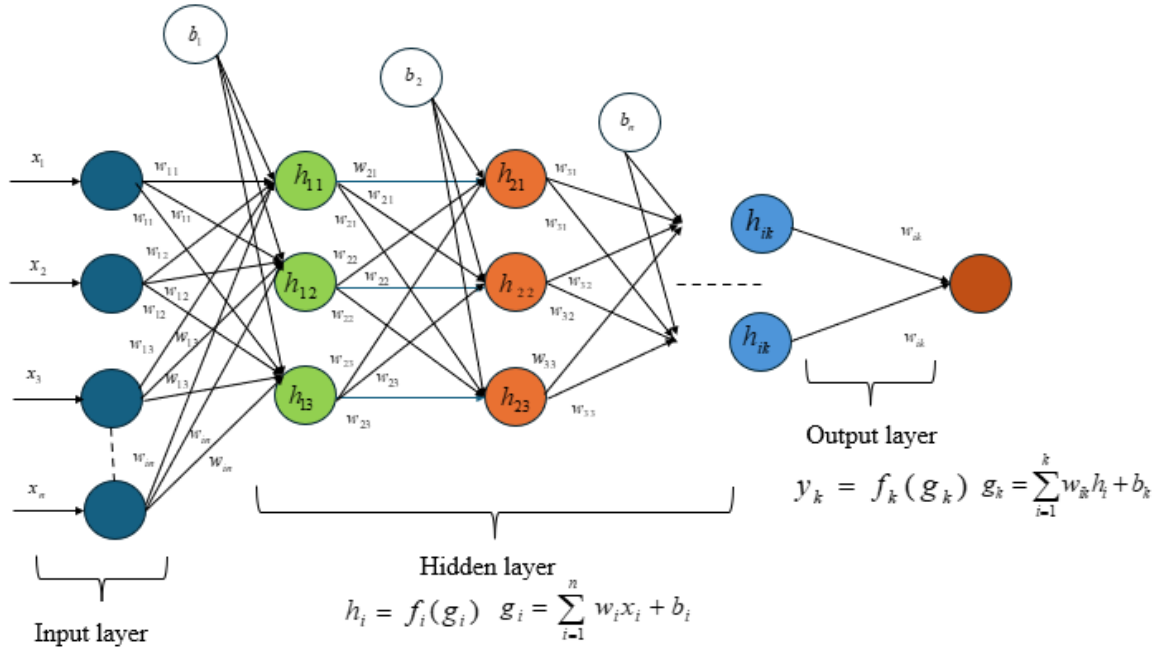 b₁
b₂
bₙ
x₁
w₁₁
w₁₁
w₁₁
h₁₁
w₂₁
w₂₁
w₂₁
h₂₁
w₃₁
w₃₁
hᵢₖ
wᵢₖ
x₂
w₁₂
w₁₂
w₁₂
h₁₂
w₂₂
w₂₂
w₂₂
h₂₂
w₃₂
w₃₂
hᵢₖ
wᵢₖ
x₃
w₁₃
w₁₃
w₁₃
h₁₃
w₂₃
w₂₃
w₂₃
h₂₃
w₃₃
w₃₃
xₙ
wᵢₙ
wᵢₙ
wᵢₙ
Output layer
yₖ = fₖ(gₖ) gₖ = ∑_{i=1}^{k} wᵢₖhᵢ + bₖ
Hidden layer
hᵢ = fᵢ(gᵢ) gᵢ = ∑_{i=1}^{n} wᵢxᵢ + bᵢ
Input layer